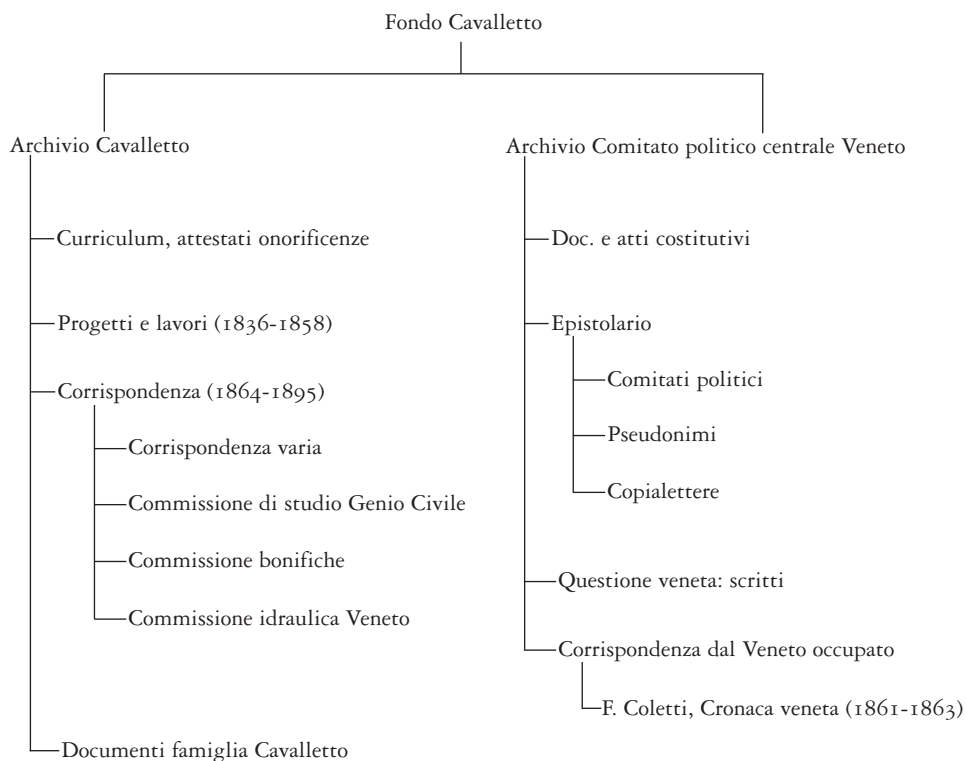 Fondo Cavalletto
Archivio Cavalletto
Curriculum, attestati onorificenze
Progetti e lavori (1836-1858)
Corrispondenza (1864-1895)
Corrispondenza varia
Commissione di studio Genio Civile
Commissione bonifiche
Commissione idraulica Veneto
Documenti famiglia Cavalletto
Archivio Comitato politico centrale Veneto
Doc. e atti costitutivi
Epistolario
Comitati politici
Pseudonimi
Copialettere
Questione veneta: scritti
Corrispondenza dal Veneto occupato
F. Coletti, Cronaca veneta (1861-1863)